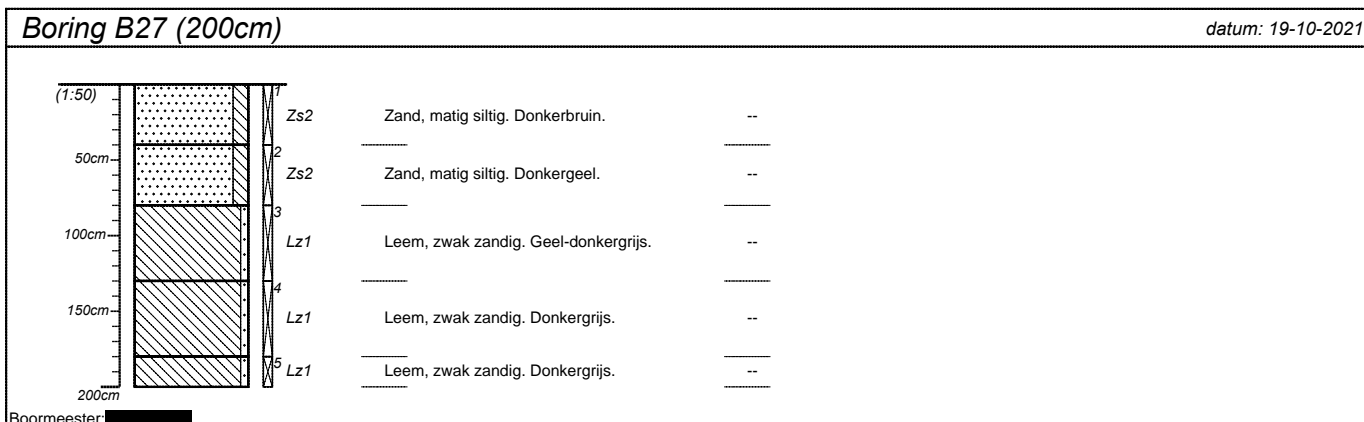 Boring B27 (200cm) datum: 19-10-2021
(1:50)
1
Zs2 Zand, matig siltig. Donkerbruin. --
50cm
2
Zs2 Zand, matig siltig. Donkergeel. --
3
100cm
Lz1 Leem, zwak zandig. Geel-donkergrijs. --
4
150cm
Lz1 Leem, zwak zandig. Donkergrijs. --
5
Lz1 Leem, zwak zandig. Donkergrijs. --
200cm
Boormeester: